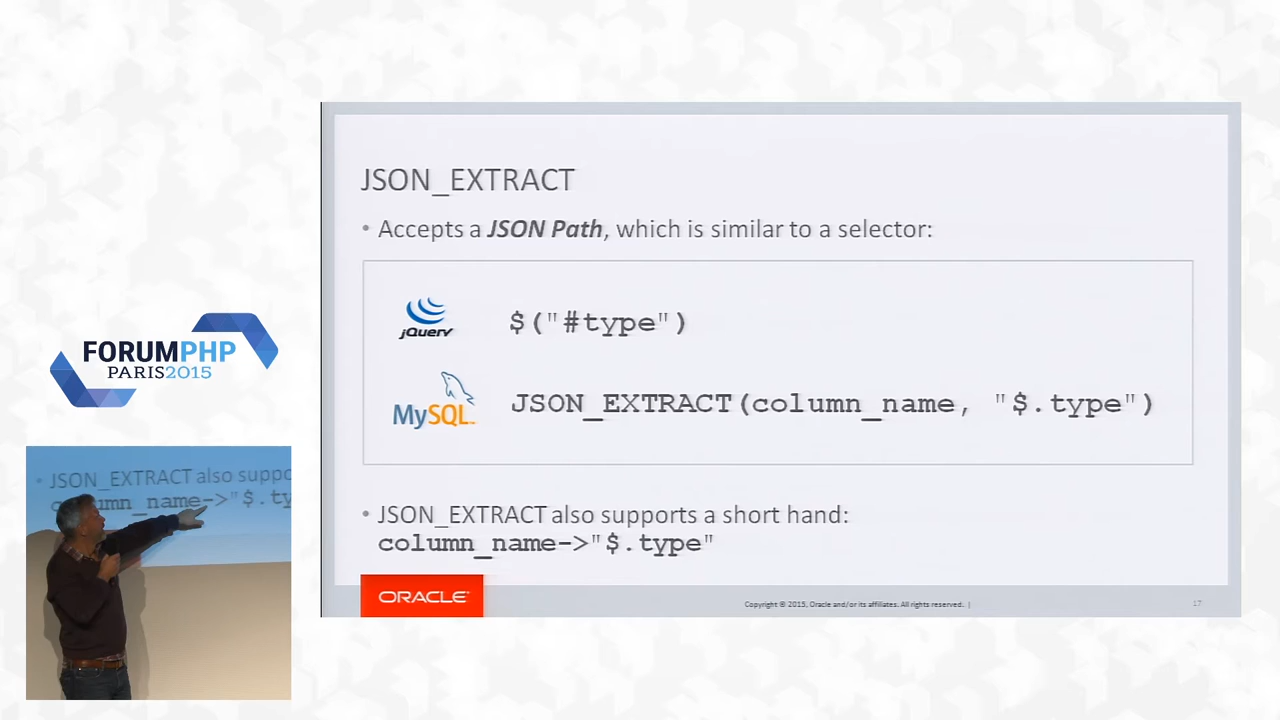 JSON_EXTRACT
• Accepts a JSON Path, which is similar to a selector:
jQuery
$("#type")
MySQL
JSON_EXTRACT(column_name, "$.type")
• JSON_EXTRACT also supports a short hand:
column_name->"$.type"
ORACLE
Copyright © 2015, Oracle and/or its affiliates. All rights reserved. |
17
FORUMPHP
PARIS2015
• JSON_EXTRACT also suppo
umn_name->"$.ty